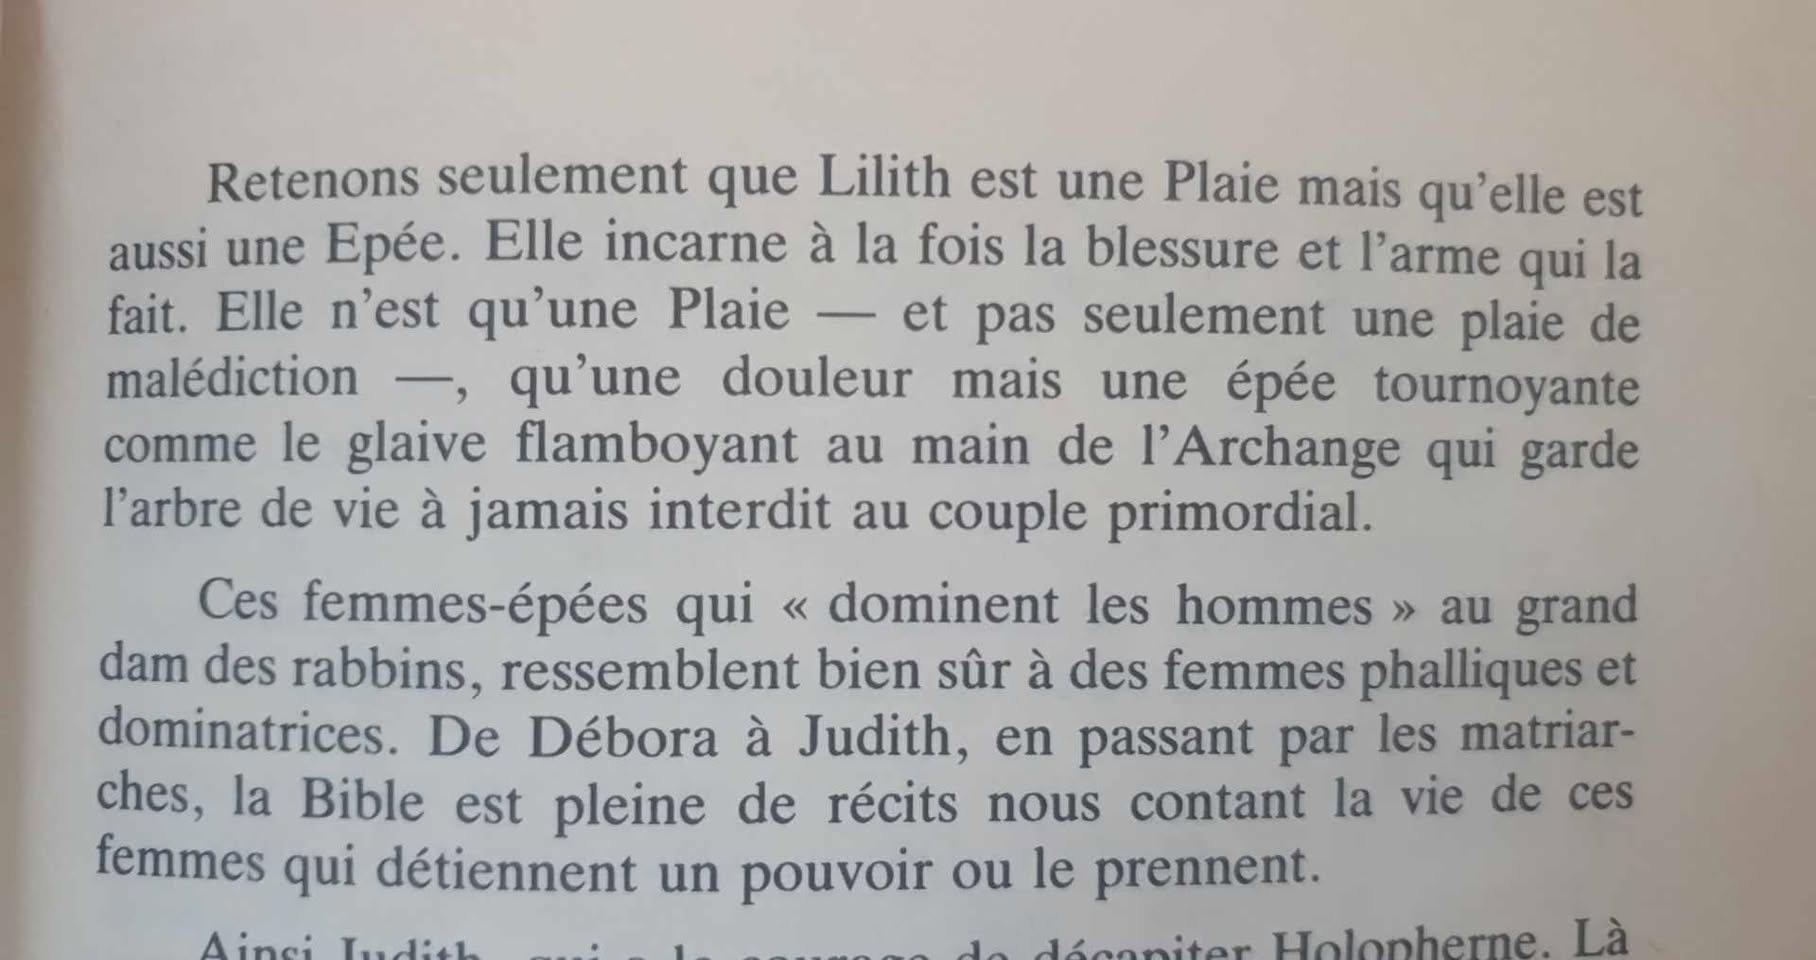 Retenons seulement que Lilith est une Plaie mais qu'elle est
aussi une Epée. Elle incarne à la fois la blessure et l'arme qui la
fait. Elle n'est qu'une Plaie — et pas seulement une plaie de
malédiction —, qu'une douleur mais une épée tournoyante
comme le glaive flamboyant au main de l'Archange qui garde
l'arbre de vie à jamais interdit au couple primordial.
Ces femmes-épées qui « dominent les hommes » au grand
dam des rabbins, ressemblent bien sûr à des femmes phalliques et
dominatrices. De Débora à Judith, en passant par les matriar-
ches, la Bible est pleine de récits nous contant la vie de ces
femmes qui détiennent un pouvoir ou le prennent.
Ainsi Judith, qui a le courage de décapiter Holopherne. Là